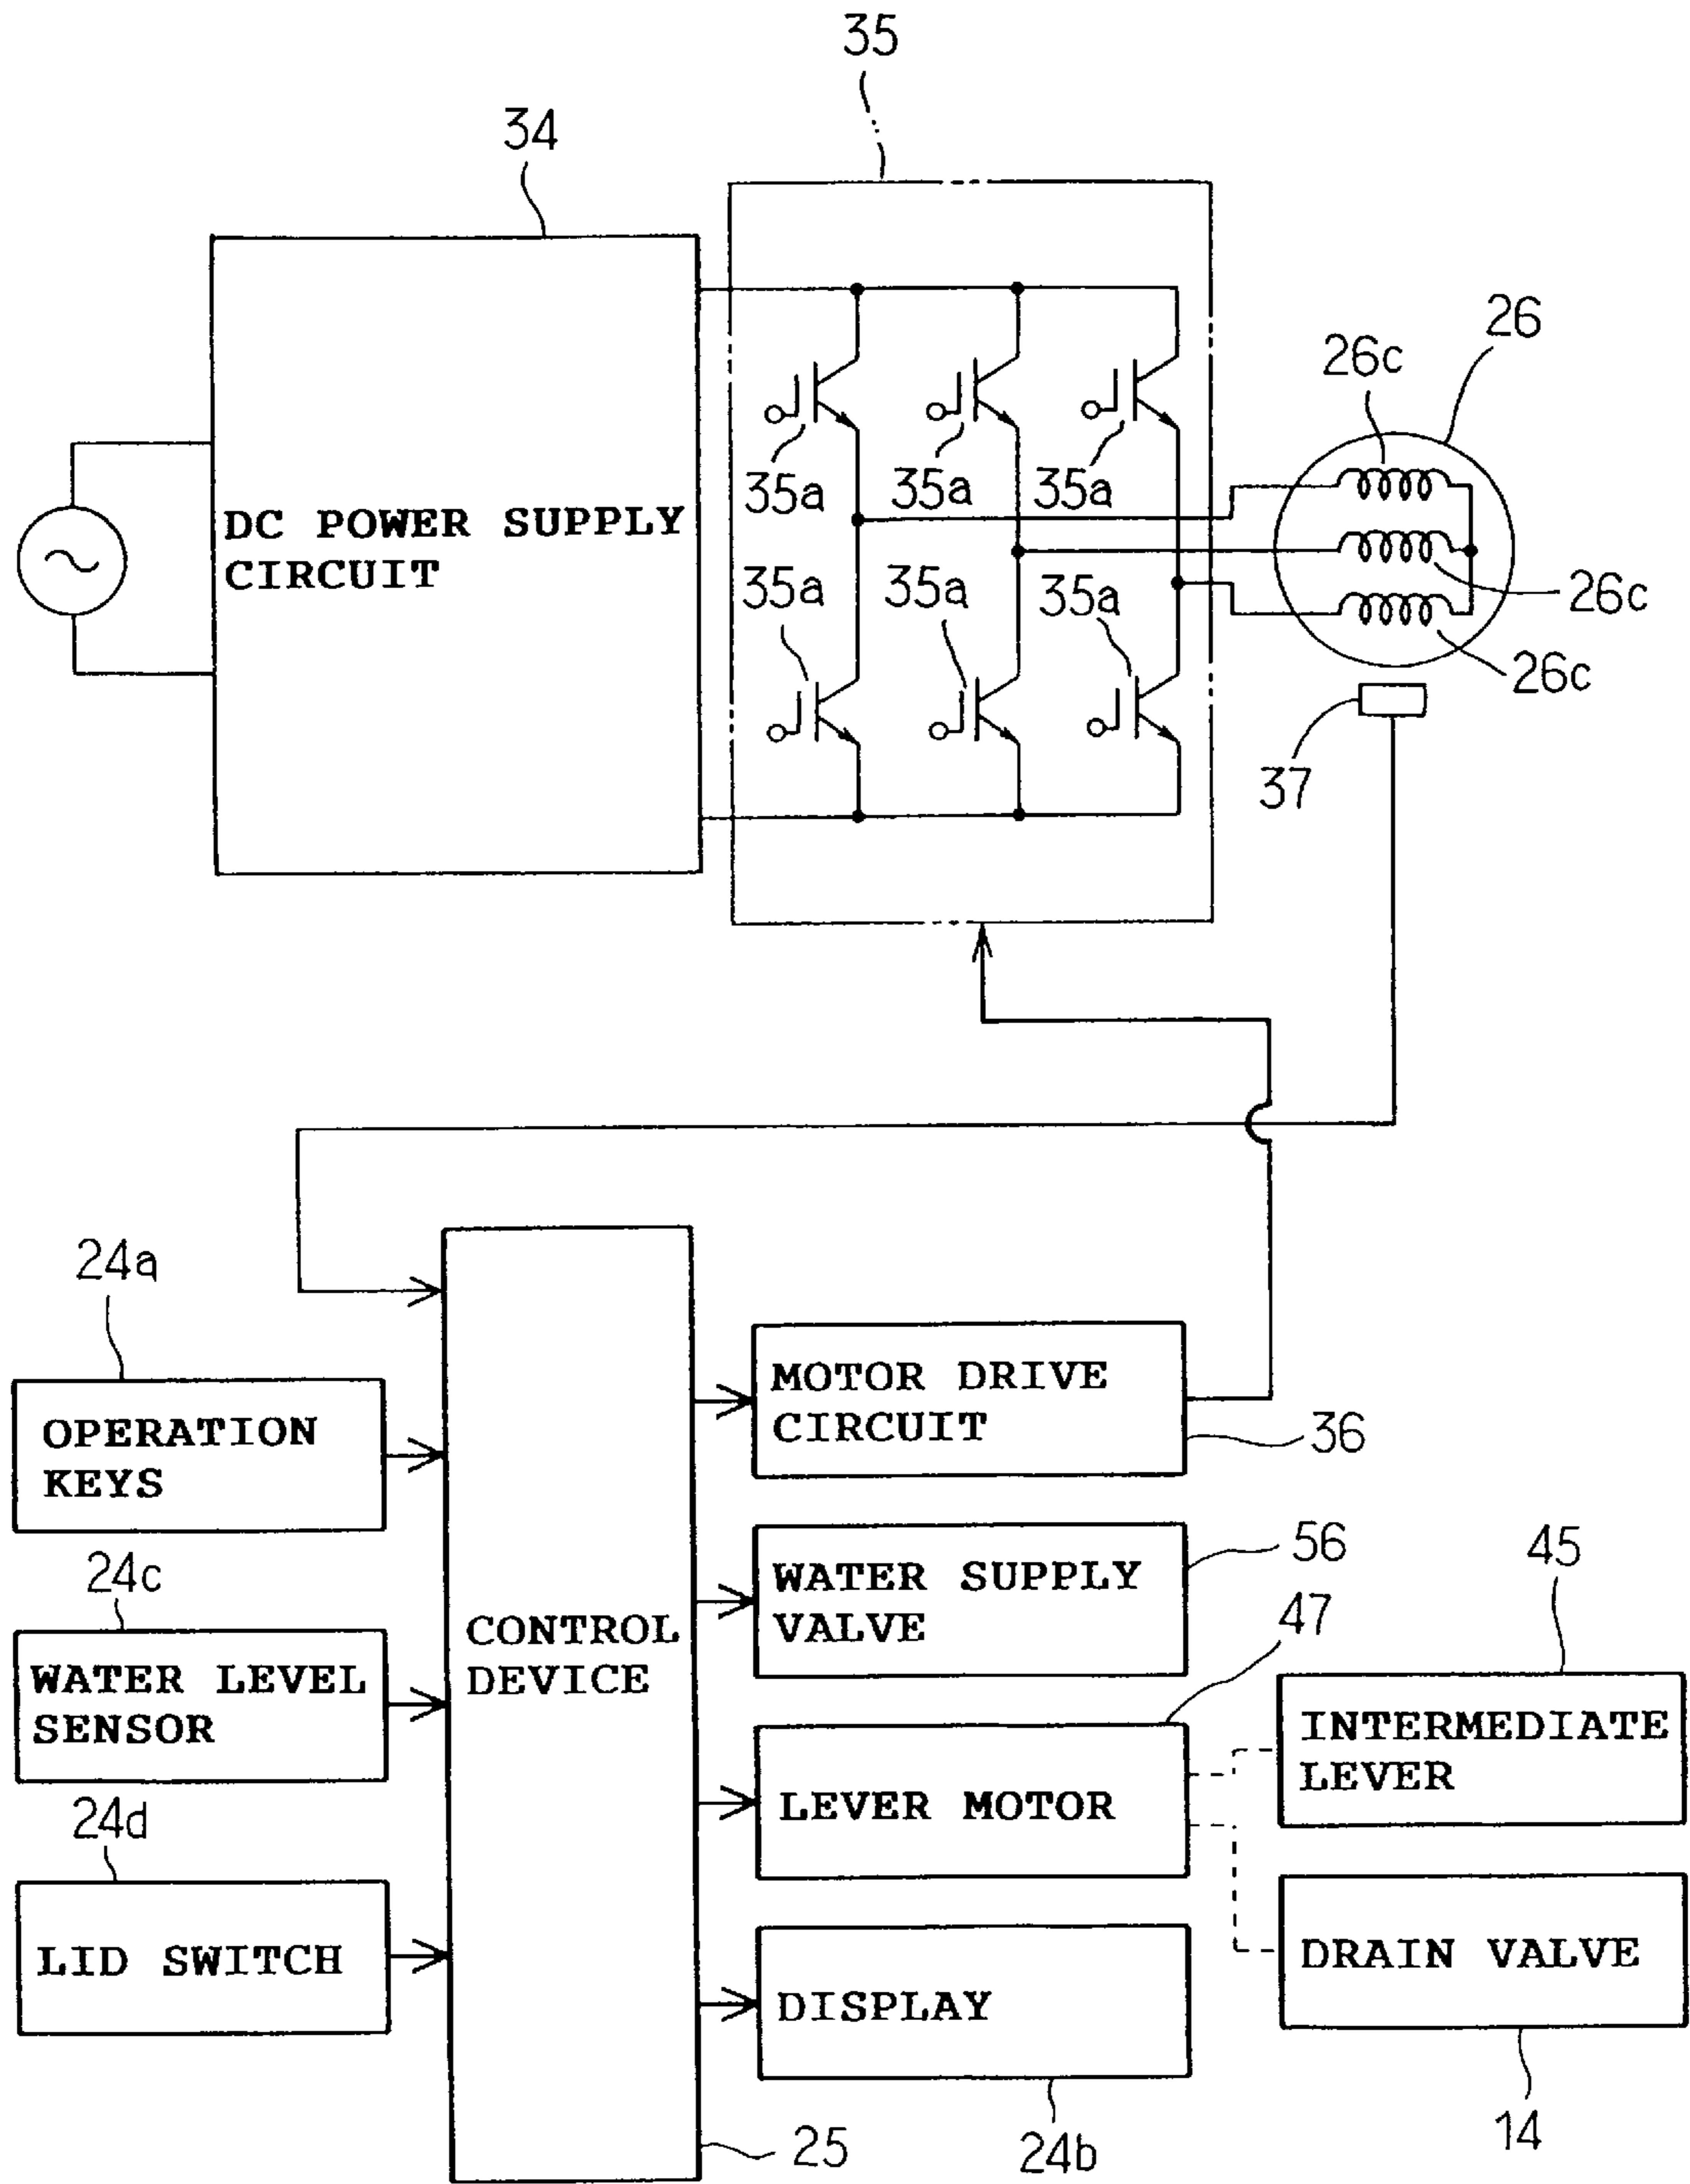 35
34
26
26c
35a
35a
35a
DC POWER SUPPLY
CIRCUIT
35a
35a
35a
26c
26c
37
24a
OPERATION
KEYS
24c
WATER LEVEL
SENSOR
24d
LID SWITCH
CONTROL
DEVICE
25
MOTOR DRIVE
CIRCUIT
36
WATER SUPPLY
VALVE
56
47
LEVER MOTOR
DISPLAY
24b
45
INTERMEDIATE
LEVER
DRAIN VALVE
14